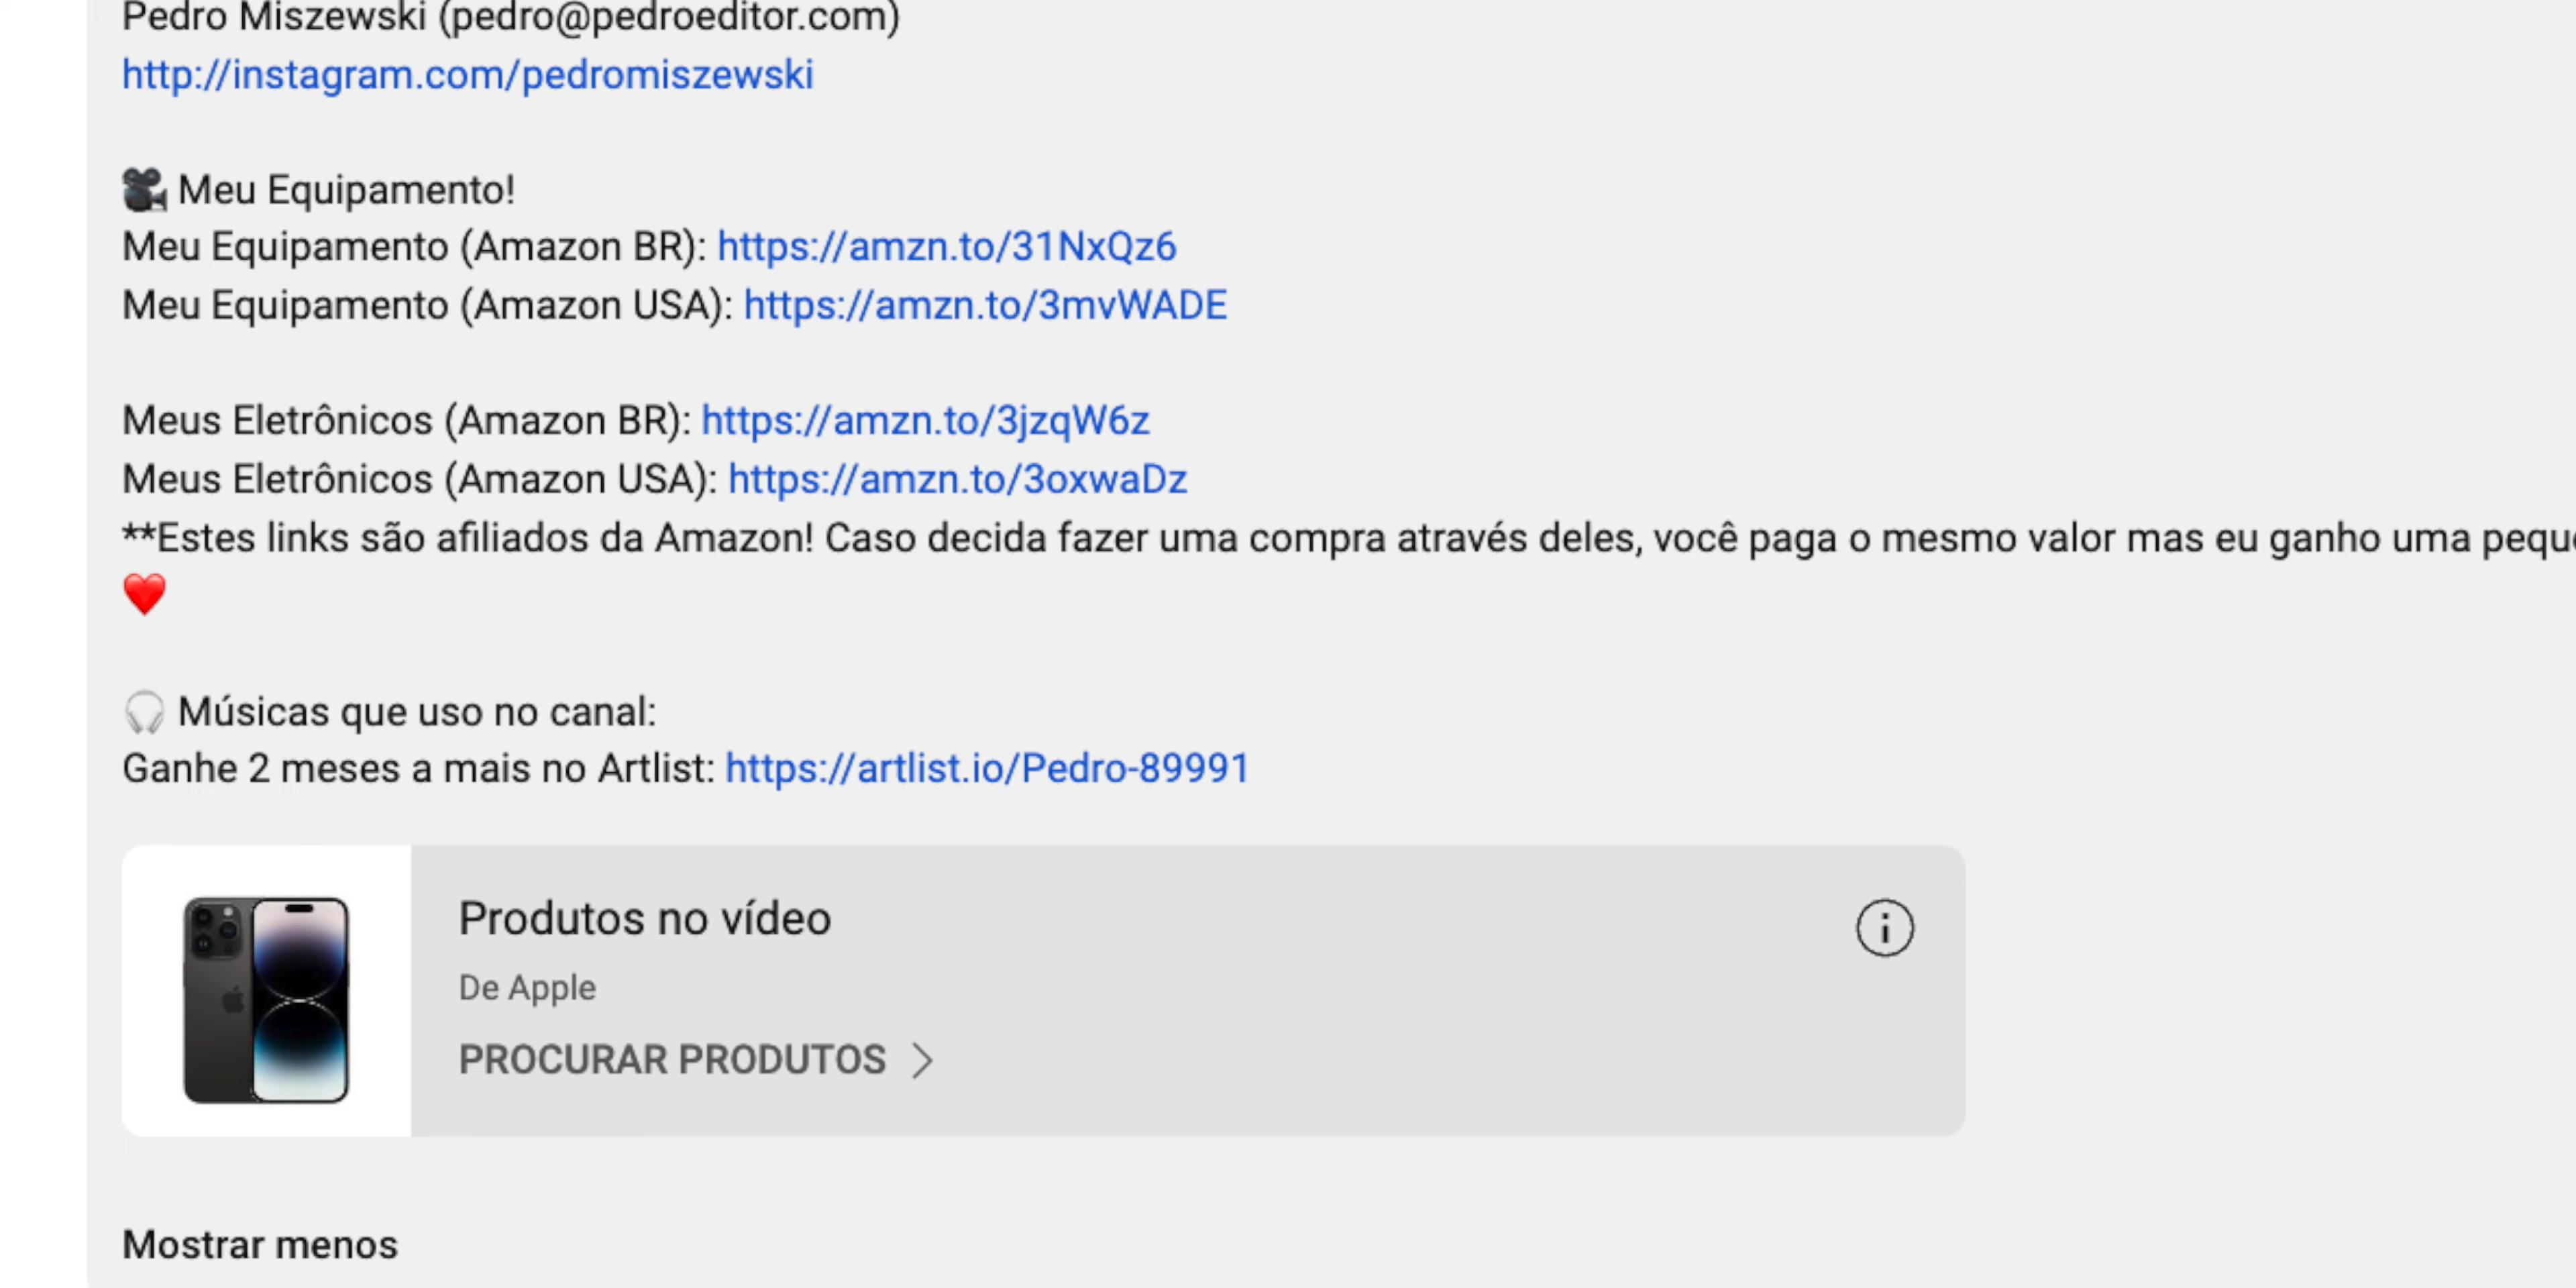 Pedro Miszewski (pedro@pedroeditor.com)
http://instagram.com/pedromiszewski
🎥 Meu Equipamento!
Meu Equipamento (Amazon BR): https://amzn.to/31NxQz6
Meu Equipamento (Amazon USA): https://amzn.to/3mvWADE
Meus Eletrônicos (Amazon BR): https://amzn.to/3jzqW6z
Meus Eletrônicos (Amazon USA): https://amzn.to/3oxwaDz
**Estes links são afiliados da Amazon! Caso decida fazer uma compra através deles, você paga o mesmo valor mas eu ganho uma
❤️
🎧 Músicas que uso no canal:
Ganhe 2 meses a mais no Artlist: https://artlist.io/Pedro-89991
Produtos no vídeo
De Apple
PROCURAR PRODUTOS >
Mostrar menos